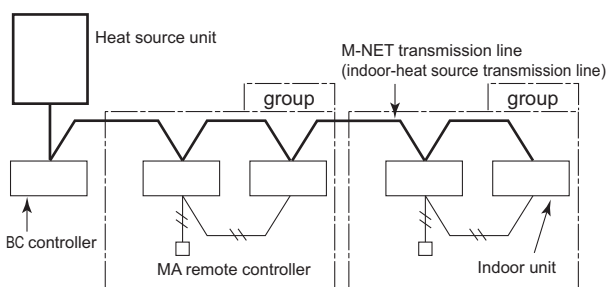 Heat source unit
M-NET transmission line
(indoor-heat source transmission line)
group
group
BC controller
MA remote controller
Indoor unit